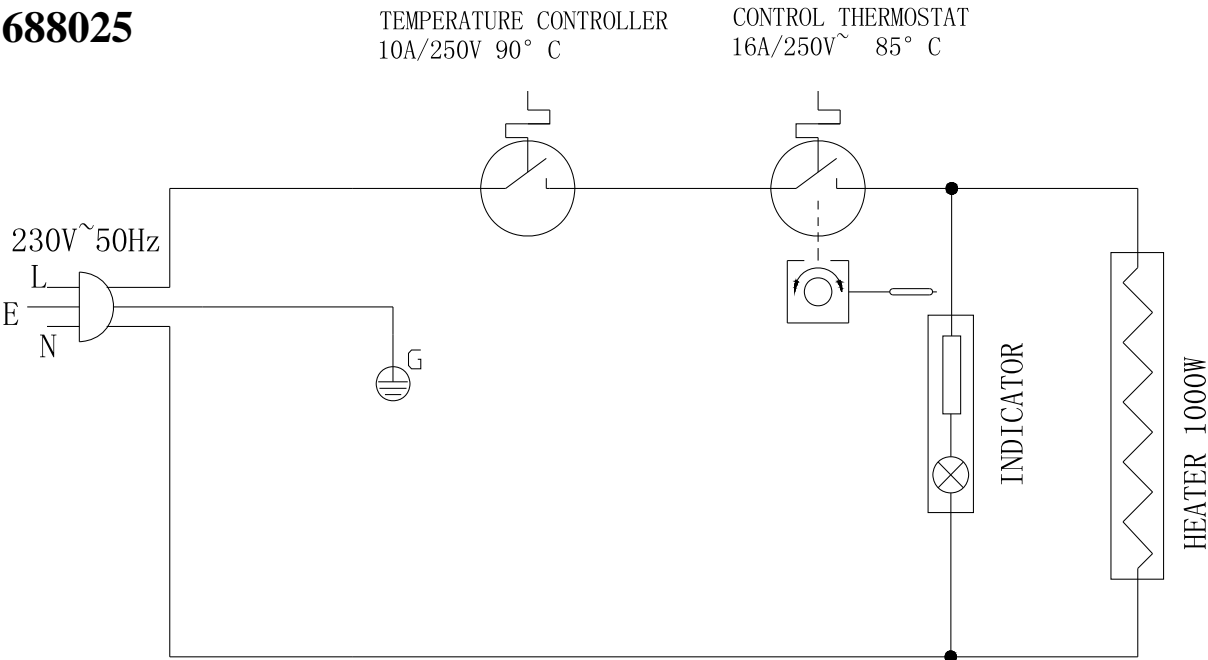 688025
TEMPERATURE CONTROLLER
10A/250V 90° C
CONTROL THERMOSTAT
16A/250V~ 85° C
230V~50Hz
L
E
N
G
INDICATOR
HEATER 1000W